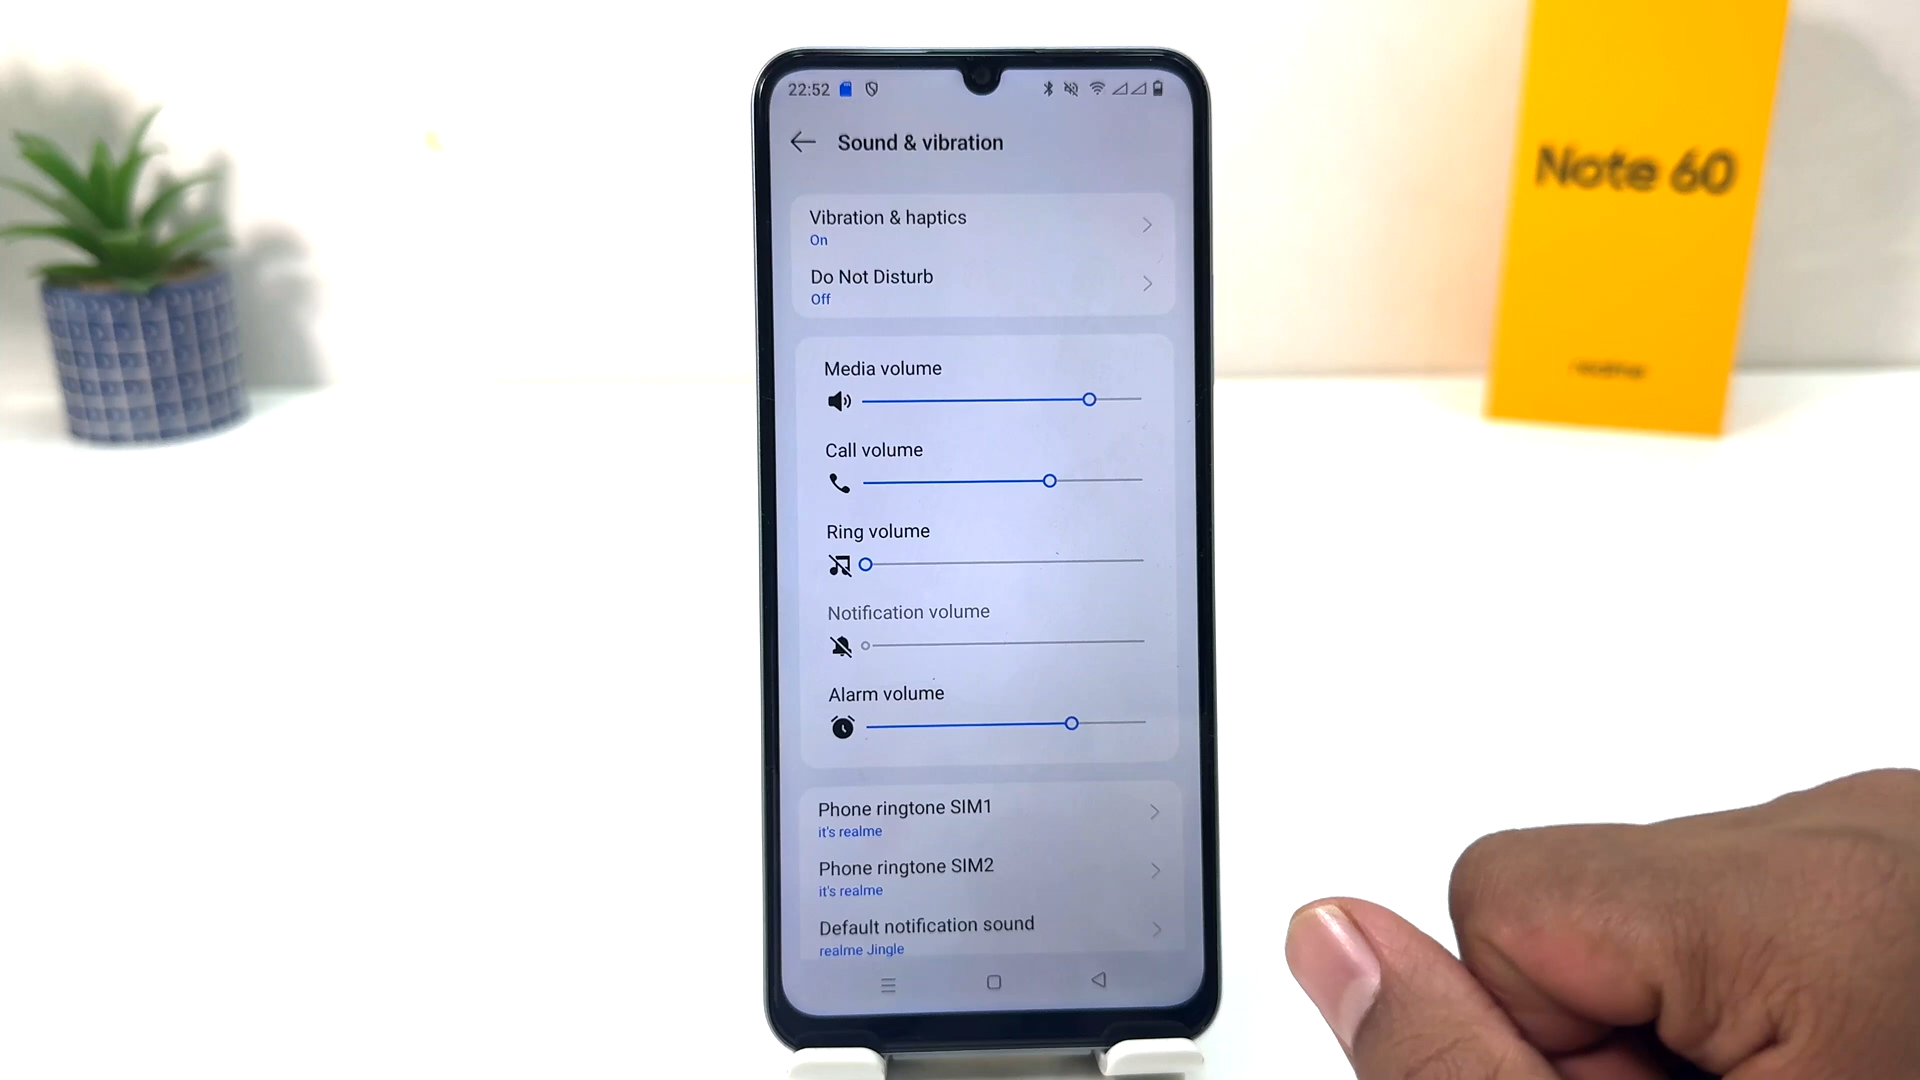 22:52
Sound & vibration
Vibration & haptics
On
Do Not Disturb
Off
Media volume
Call volume
Ring volume
Notification volume
Alarm volume
Phone ringtone SIM1
it's realme
Phone ringtone SIM2
it's realme
Default notification sound
realme Jingle
Note 60
realme